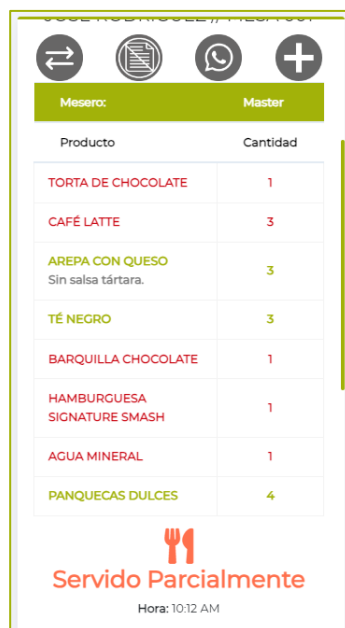 Mesero: Master
Producto Cantidad
TORTA DE CHOCOLATE 1
CAFÉ LATTE 3
AREPA CON QUESO 3
Sin salsa tártara.
TÉ NEGRO 3
BARQUILLA CHOCOLATE 1
HAMBURGUESA
SIGNATURE SMASH 1
AGUA MINERAL 1
PANQUECAS DULCES 4
Servido Parcialmente
Hora: 10:12 AM